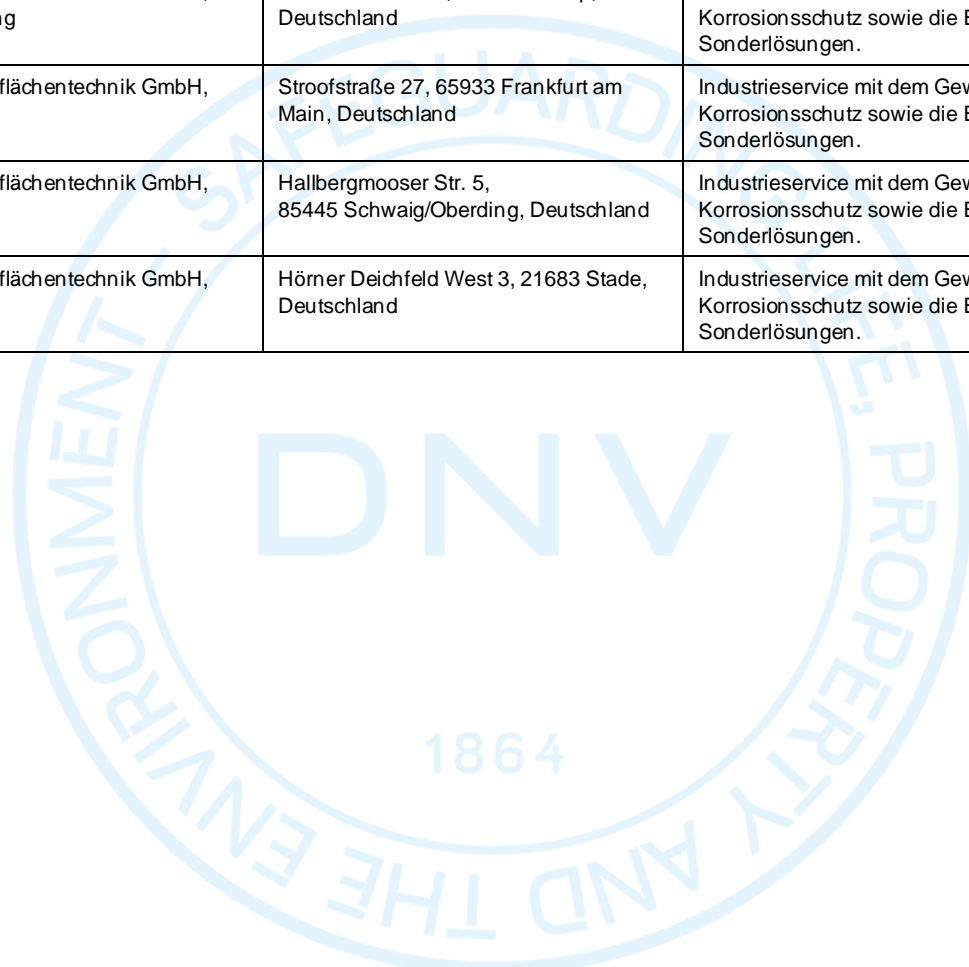 Deutschland
Korrosionsschutz sowie die
Sonderlösungen.
flächentechnik GmbH,
Stroofstraße 27, 65933 Frankfurt am
Main, Deutschland
Industrieservice mit dem
Korrosionsschutz sowie die
Sonderlösungen.
flächentechnik GmbH,
Hallbergmooser Str. 5,
85445 Schwaig/Oberding, Deutschland
Industrieservice mit dem
Korrosionsschutz sowie die
Sonderlösungen.
flächentechnik GmbH,
Hörner Deichfeld West 3, 21683 Stade,
Deutschland
Industrieservice mit dem
Korrosionsschutz sowie die
Sonderlösungen.
SAFEGUARDING LIFE, PROPERTY AND THE ENVIRONMENT
DNV
1864